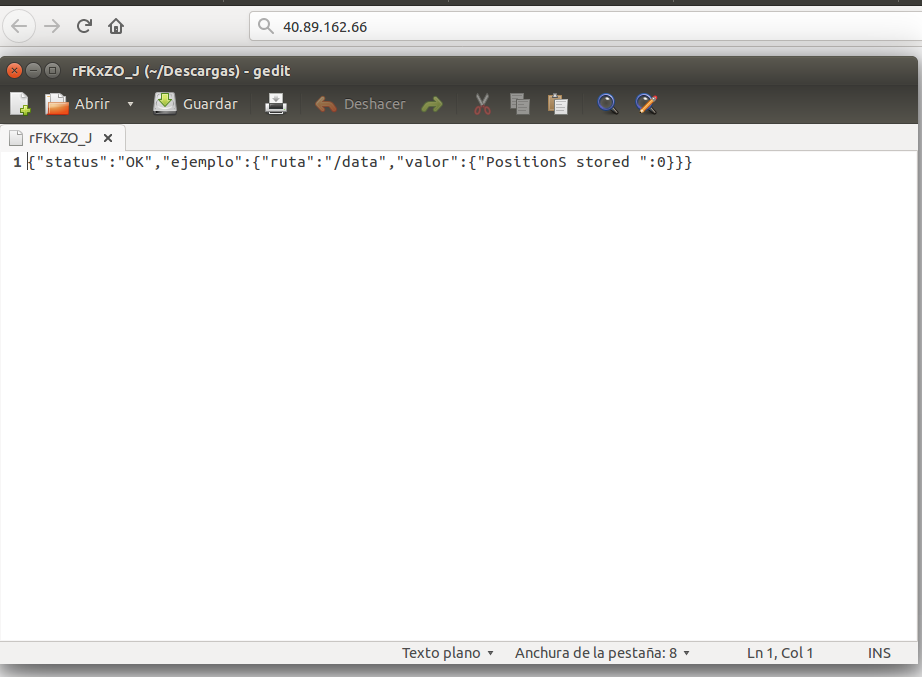 40.89.162.66
rFKxZO_J (~/Descargas) - gedit
Abrir Guardar Deshacer
rFKxZO_J
1 {"status":"OK","ejemplo":{"ruta":"/data","valor":{"PositionS stored ":0}}}
Texto plano Anchura de la pestaña: 8 Ln 1, Col 1 INS